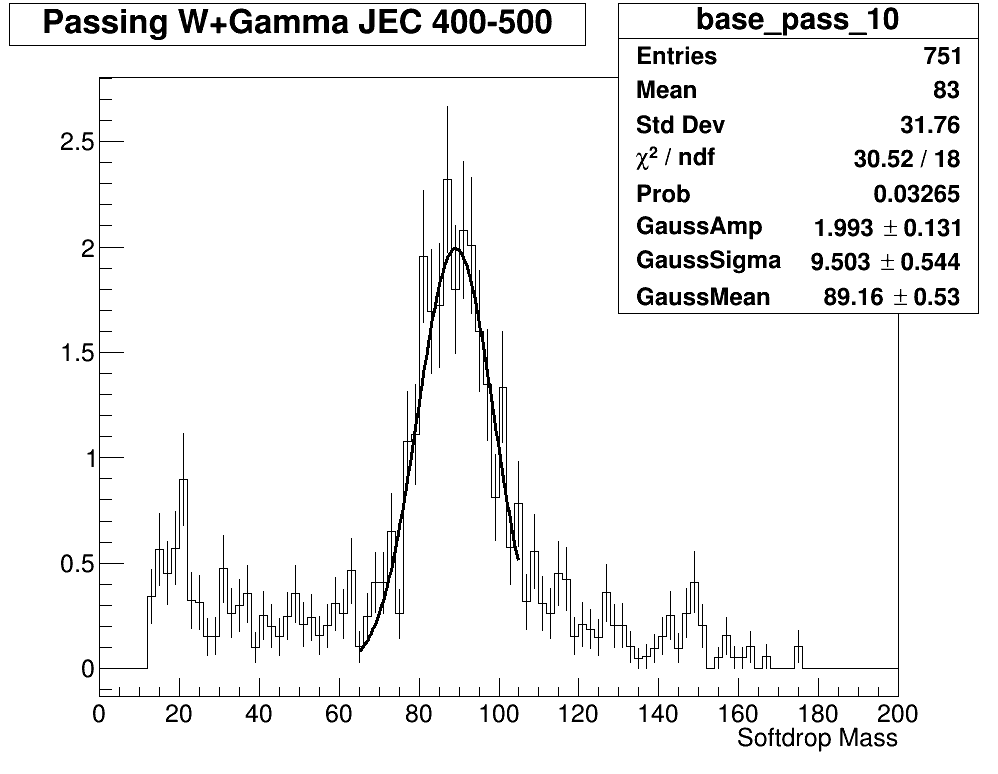 Passing W+Gamma JEC 400-500
base_pass_10
Entries 751
Mean 83
Std Dev 31.76
χ² / ndf 30.52 / 18
Prob 0.03265
GaussAmp 1.993 ± 0.131
GaussSigma 9.503 ± 0.544
GaussMean 89.16 ± 0.53
2.5
2
1.5
1
0.5
0
0 20 40 60 80 100 120 140 160 180 200
Softdrop Mass